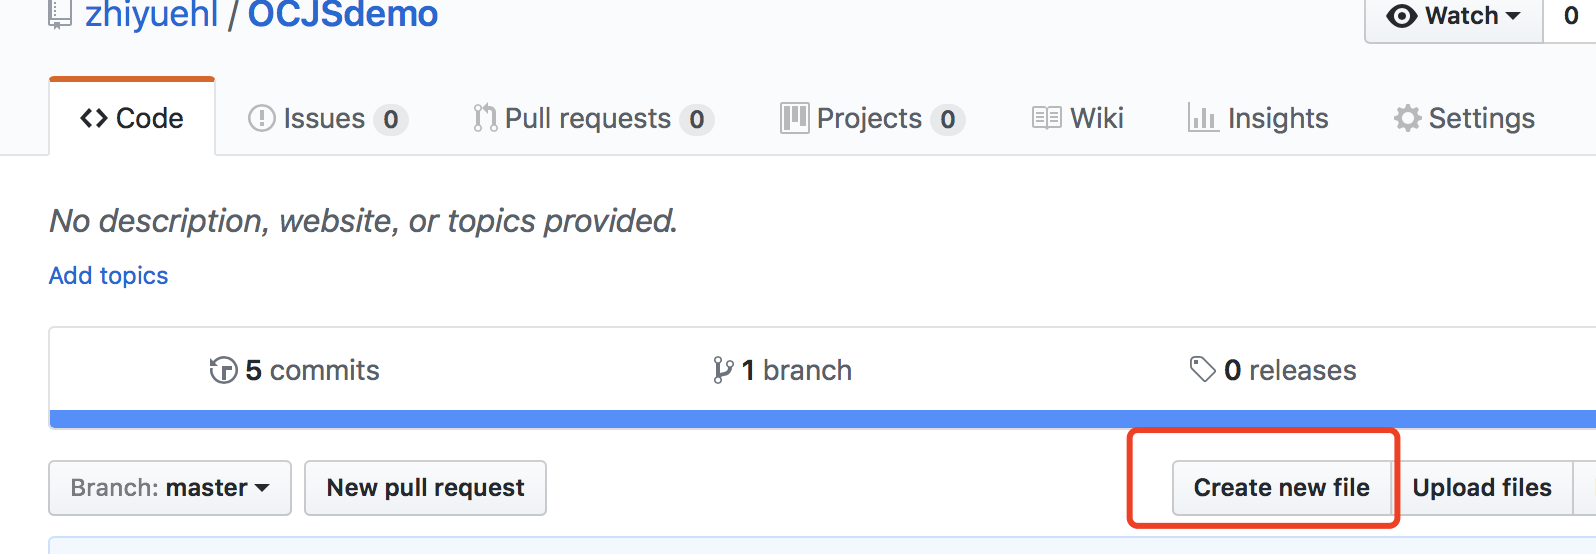 zhiyuehl / OCJSdemo
Watch 0
Code Issues 0 Pull requests 0 Projects 0 Wiki Insights Settings
No description, website, or topics provided.
Add topics
5 commits 1 branch 0 releases
Branch: master New pull request Create new file Upload files